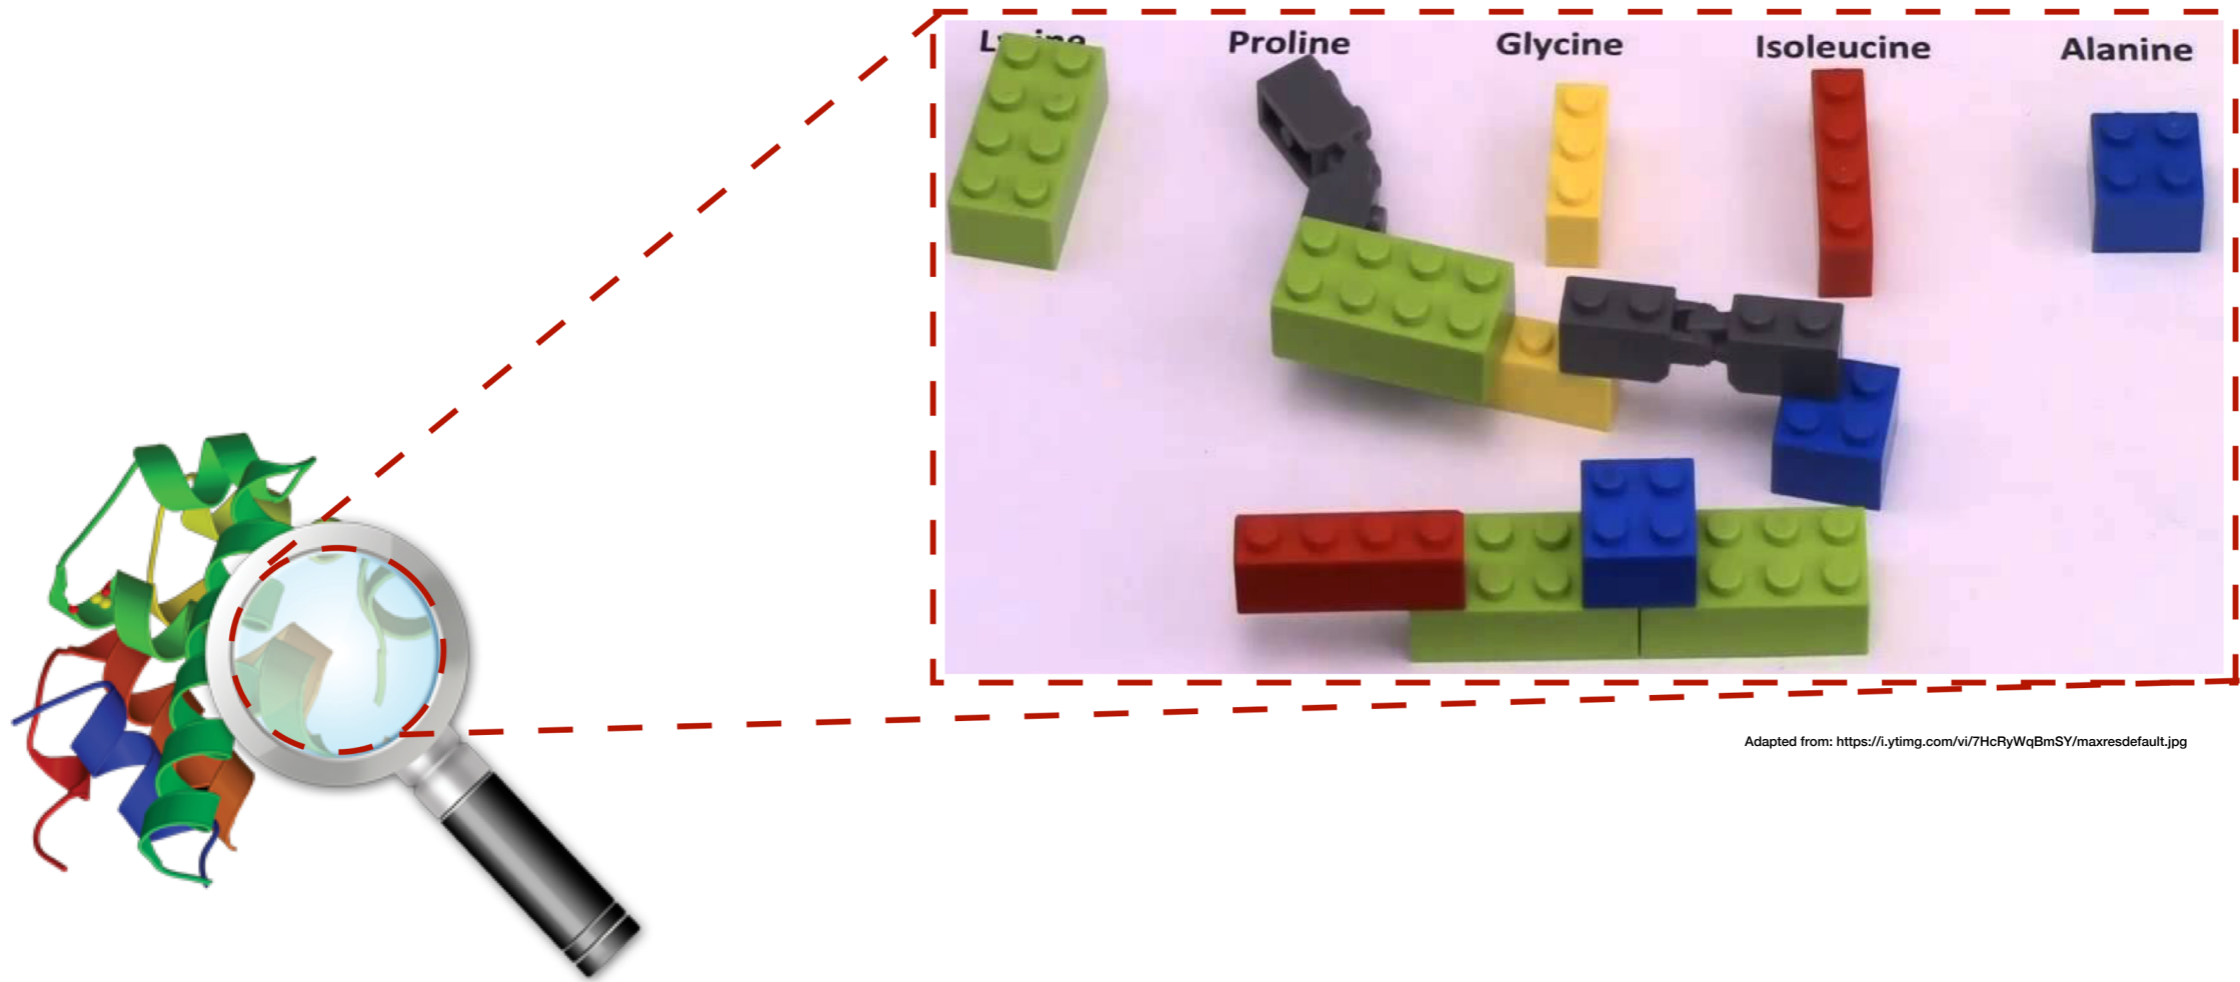 Proline Glycine Isoleucine Alanine
Adapted from: https://i.ytimg.com/vi/7HcRyWqBmSY/maxresdefault.jpg